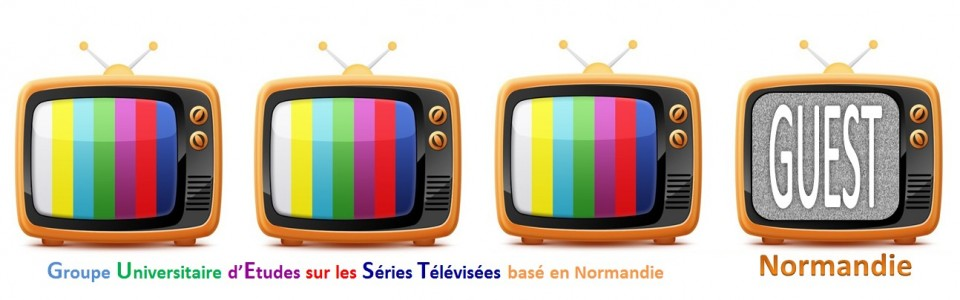 GUEST
Groupe Universitaire d'Etudes sur les Séries Télévisées basé en Normandie
Normandie